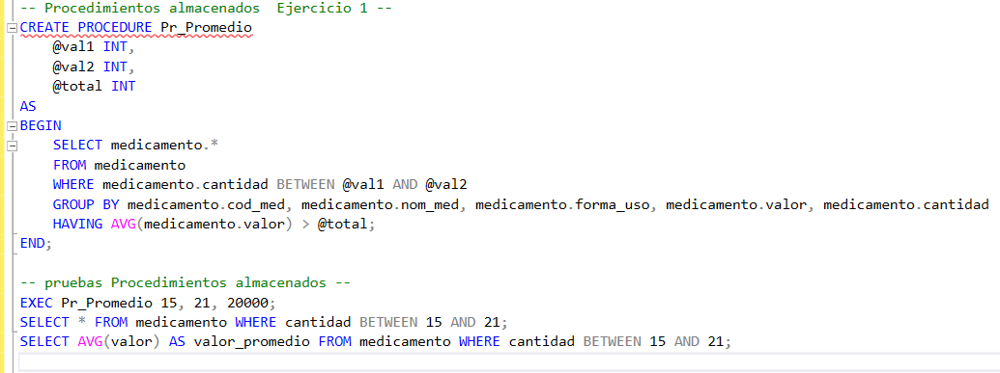 -- Procedimientos almacenados  Ejercicio 1 --
CREATE PROCEDURE Pr_Promedio
    @val1 INT,
    @val2 INT,
    @total INT
AS
BEGIN
    SELECT medicamento.*
    FROM medicamento
    WHERE medicamento.cantidad BETWEEN @val1 AND @val2
    GROUP BY medicamento.cod_med, medicamento.nom_med, medicamento.forma_uso, medicamento.valor, medicamento.cantidad
    HAVING AVG(medicamento.valor) > @total;
END;
-- pruebas Procedimientos almacenados --
EXEC Pr_Promedio 15, 21, 20000;
SELECT * FROM medicamento WHERE cantidad BETWEEN 15 AND 21;
SELECT AVG(valor) AS valor_promedio FROM medicamento WHERE cantidad BETWEEN 15 AND 21;